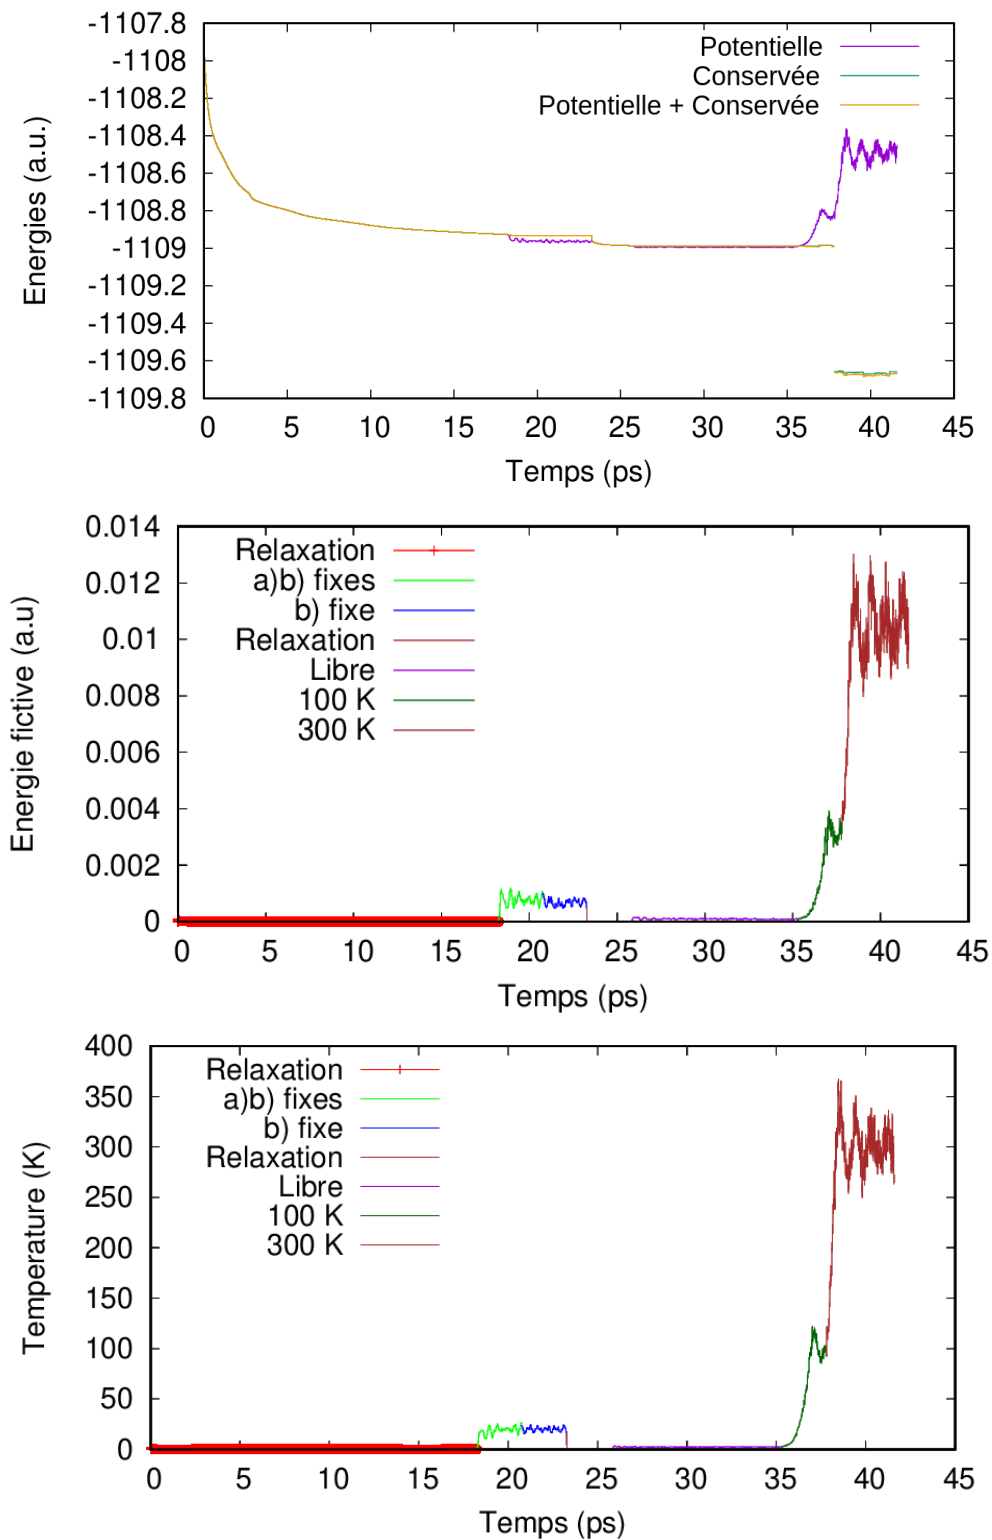 -1107.8
-1108
-1108.2
-1108.4
-1108.6
-1108.8
-1109
-1109.2
-1109.4
-1109.6
-1109.8
Energies (a.u.)
Potentielle
Conservée
Potentielle + Conservée
0 5 10 15 20 25 30 35 40 45
Temps (ps)
0.014
0.012
0.01
0.008
0.006
0.004
0.002
0
Energie fictive (a.u)
Relaxation
a)b) fixes
b) fixe
Relaxation
Libre
100 K
300 K
0 5 10 15 20 25 30 35 40 45
Temps (ps)
400
350
300
250
200
150
100
50
0
Temperature (K)
Relaxation
a)b) fixes
b) fixe
Relaxation
Libre
100 K
300 K
0 5 10 15 20 25 30 35 40 45
Temps (ps)